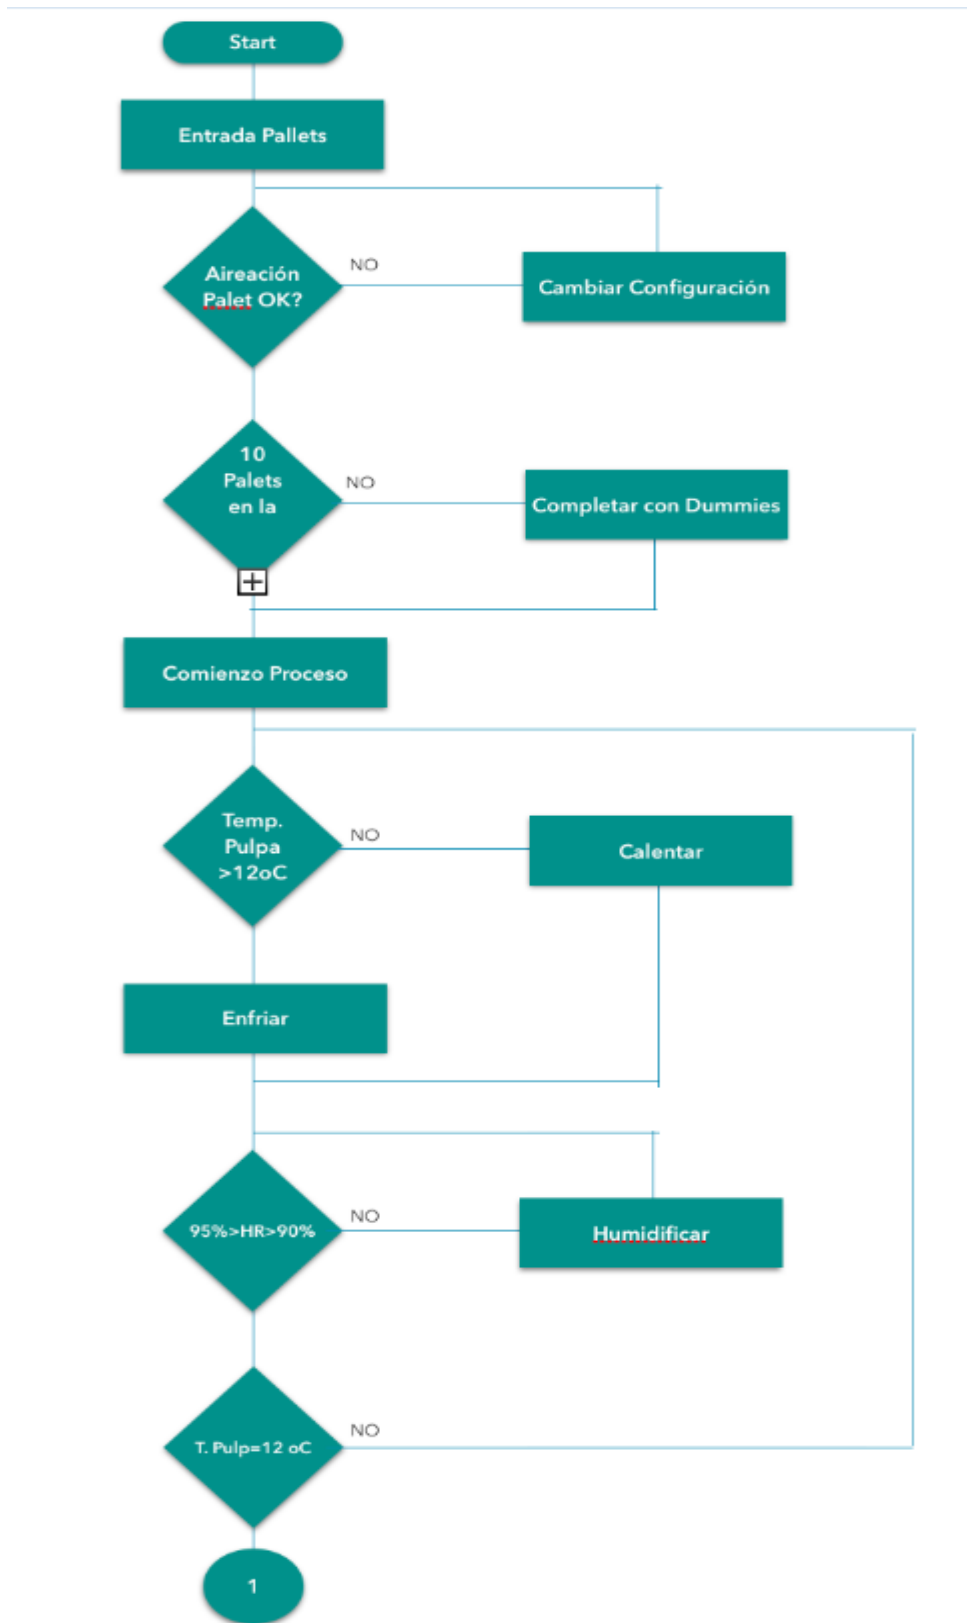 Start
Entrada Pallets
Aireación
Palet OK?
NO
Cambiar Configuración
10
Palets
en la
NO
Completar con Dummies
Comienzo Proceso
Temp.
Pulpa
>12oC
NO
Calentar
Enfriar
95%>HR>90%
NO
Humidificar
T. Pulp=12 oC
NO
1